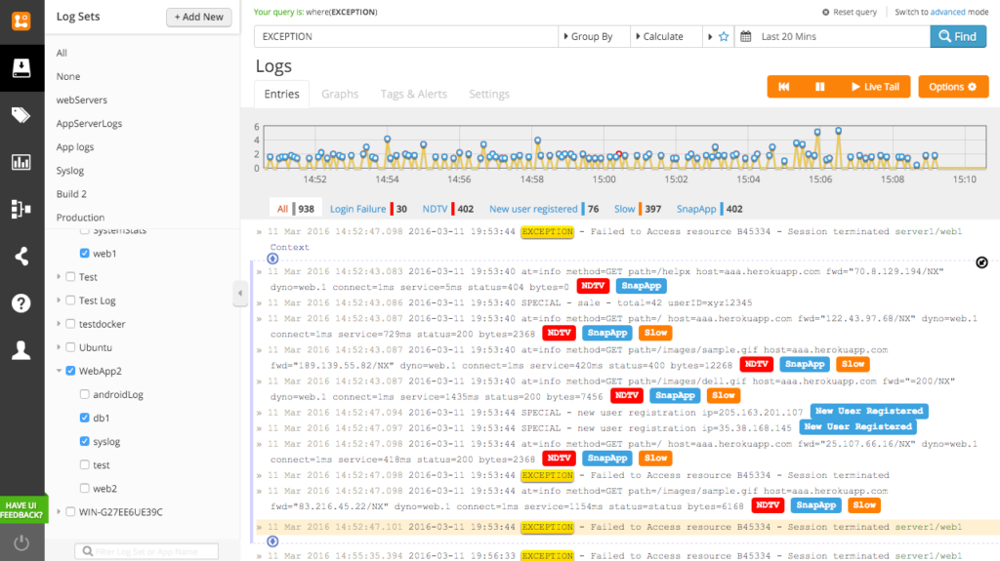 Log Sets
+ Add New
All
None
webServers
AppServerLogs
App logs
Syslog
Build 2
Production
SystemStats
web1
Test
Test Log
testdocker
Ubuntu
WebApp2
androidLog
db1
syslog
test
web2
WIN-G27EE6UE39C
Filter Log Set or App Name
HAVE UI
FEEDBACK?
Your query is: where(EXCEPTION)
Reset query
Switch to advanced mode
EXCEPTION
Group By
Calculate
Last 20 Mins
Find
Logs
Entries
Graphs
Tags & Alerts
Settings
Live Tail
Options
6
4
2
0
14:52
14:54
14:56
14:58
15:00
15:02
15:04
15:06
15:08
15:10
All 938 Login Failure 30 NDTV 402 New user registered 76 Slow 397 SnapApp 402
» 11 Mar 2016 14:52:47.098 2016-03-11 19:53:44 EXCEPTION - Failed to Access resource B45334 - Session terminated server1/web1
Context
» 11 Mar 2016 14:52:43.083 2016-03-11 19:53:40 at=info method=GET path=/helpx host=aaa.herokuapp.com fwd="70.8.129.194/NX"
dyno=web.1 connect=1ms service=5ms status=404 bytes=0 NDTV SnapApp
» 11 Mar 2016 14:52:43.086 2016-03-11 19:53:40 SPECIAL - sale - total=42 userID=xyz12345
» 11 Mar 2016 14:52:43.087 2016-03-11 19:53:40 at=info method=GET path=/ host=aaa.herokuapp.com fwd="122.43.97.68/NX" dyno=web.1
connect=1ms service=729ms status=200 bytes=2368 NDTV SnapApp Slow
» 11 Mar 2016 14:52:43.087 2016-03-11 19:53:40 at=info method=GET path=/images/sample.gif host=aaa.herokuapp.com
fwd="189.139.55.82/NX" dyno=web.1 connect=1ms service=420ms status=400 bytes=12268 NDTV SnapApp Slow
» 11 Mar 2016 14:52:43.087 2016-03-11 19:53:40 at=info method=GET path=/images/dell.gif host=aaa.herokuapp.com fwd="=200/NX"
dyno=web.1 connect=1ms service=1435ms status=200 bytes=7456 NDTV SnapApp Slow
» 11 Mar 2016 14:52:47.094 2016-03-11 19:53:44 SPECIAL - new user registration ip=205.163.201.107 New User Registered
» 11 Mar 2016 14:52:47.097 2016-03-11 19:53:44 SPECIAL - new user registration ip=35.38.168.145 New User Registered
» 11 Mar 2016 14:52:47.098 2016-03-11 19:53:44 at=info method=GET path=/ host=aaa.herokuapp.com fwd="25.107.66.16/NX" dyno=web.1
connect=1ms service=418ms status=200 bytes=2368 NDTV SnapApp Slow
» 11 Mar 2016 14:52:47.098 2016-03-11 19:53:44 EXCEPTION - Failed to Access resource B45334 - Session terminated
» 11 Mar 2016 14:52:47.098 2016-03-11 19:53:44 at=info method=GET path=/images/sample.gif host=aaa.herokuapp.com
fwd="83.216.45.22/NX" dyno=web.1 connect=1ms service=1154ms status=status bytes=6168 NDTV SnapApp Slow
» 11 Mar 2016 14:52:47.101 2016-03-11 19:53:44 EXCEPTION - Failed to Access resource B45334 - Session terminated server1/web1
» 11 Mar 2016 14:55:35.394 2016-03-11 19:56:33 EXCEPTION - Failed to Access resource B45334 - Session terminated server1/web1